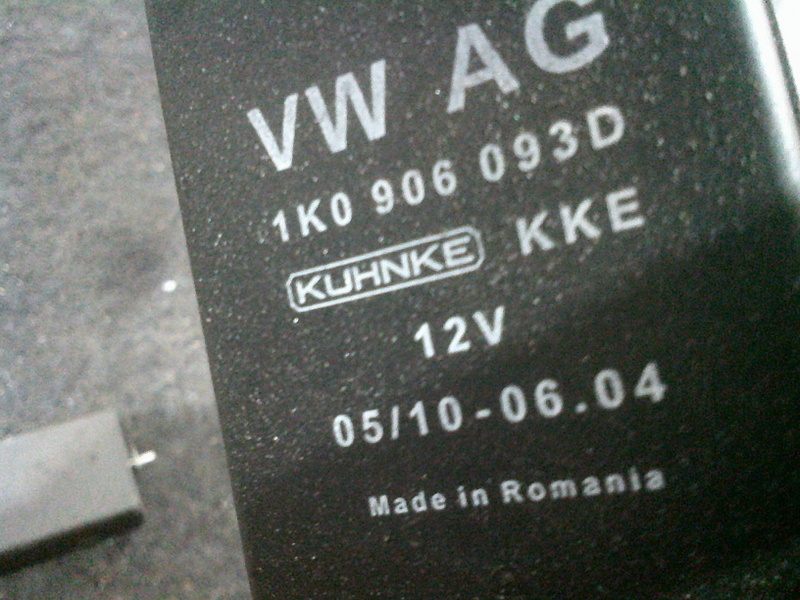 VW AG
1K0 906 093D
KUHNKE KKE
12V
05/10-06.04
Made in Romania